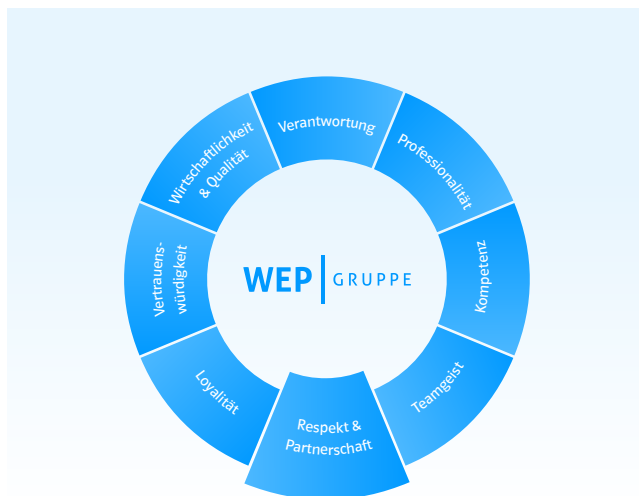 Verantwortung
Professionalität
Kompetenz
Teamgeist
Respekt &
Partnerschaft
Loyalität
Vertrauens-
würdigkeit
Wirtschaftlichkeit
& Qualität
WEP | GRUPPE